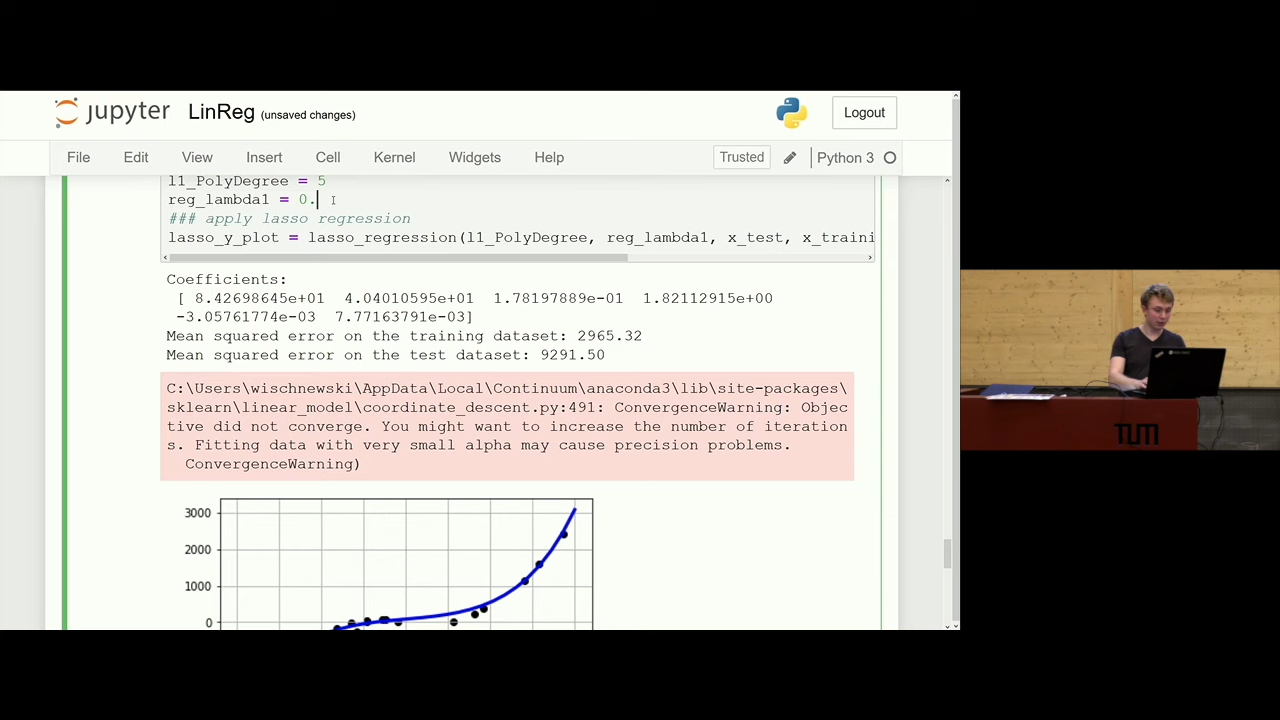 jupyter LinReg (unsaved changes)
Logout
File Edit View Insert Cell Kernel Widgets Help Trusted Python 3
l1_PolyDegree = 5
reg_lambda1 = 0.
### apply lasso regression
lasso_y_plot = lasso_regression(l1_PolyDegree, reg_lambda1, x_test, x_traini
Coefficients:
[ 8.42698645e+01 4.04010595e+01 1.78197889e-01 1.82112915e+00
-3.05761774e-03 7.77163791e-03]
Mean squared error on the training dataset: 2965.32
Mean squared error on the test dataset: 9291.50
C:\Users\wischnewski\AppData\Local\Continuum\anaconda3\lib\site-packages\
sklearn\linear_model\coordinate_descent.py:491: ConvergenceWarning: Objec
tive did not converge. You might want to increase the number of iteration
s. Fitting data with very small alpha may cause precision problems.
ConvergenceWarning)
3000
2000
1000
0
TUM